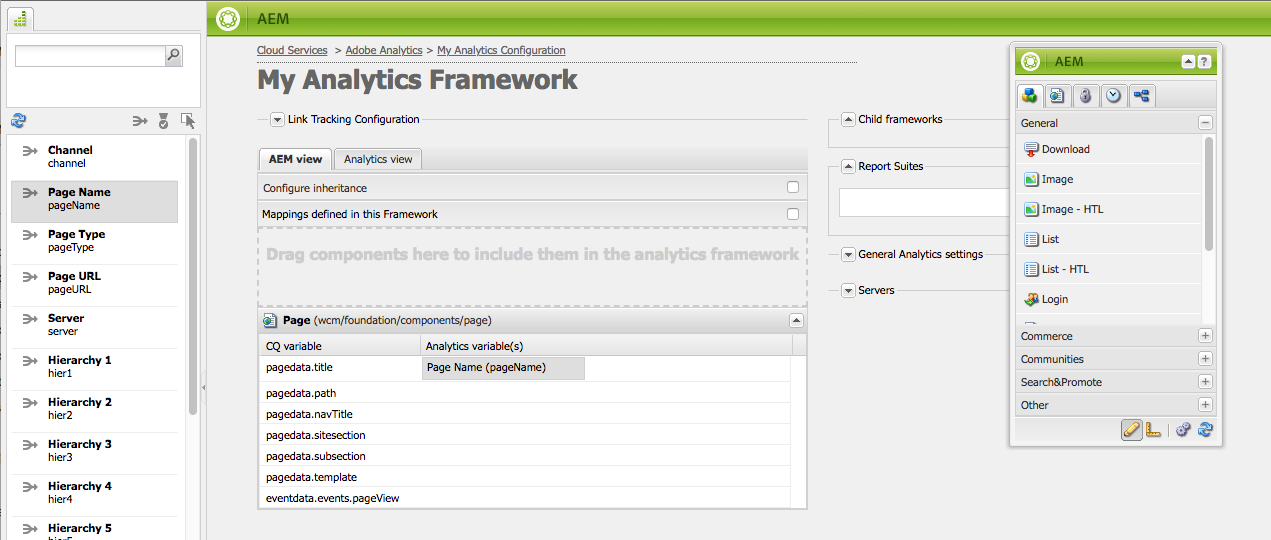 Channel
channel
Page Name
pageName
Page Type
pageType
Page URL
pageURL
Server
server
Hierarchy 1
hier1
Hierarchy 2
hier2
Hierarchy 3
hier3
Hierarchy 4
hier4
Hierarchy 5
AEM
Cloud Services > Adobe Analytics > My Analytics Configuration
My Analytics Framework
Link Tracking Configuration
AEM view Analytics view
Configure inheritance
Mappings defined in this Framework
Drag components here to include them in the analytics framework
Page (wcm/foundation/components/page)
CQ variable Analytics variable(s)
pagedata.title Page Name (pageName)
pagedata.path
pagedata.navTitle
pagedata.sitesection
pagedata.subsection
pagedata.template
eventdata.events.pageView
Child frameworks
Report Suites
General Analytics settings
Servers
AEM ?
General
Download
Image
Image - HTL
List
List - HTL
Login
Commerce
Communities
Search&Promote
Other